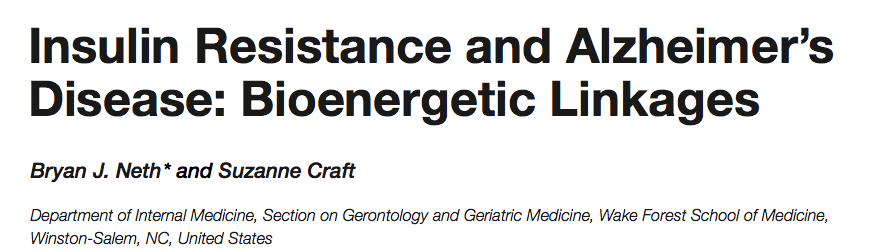 Insulin Resistance and Alzheimer’s
Disease: Bioenergetic Linkages
Bryan J. Neth* and Suzanne Craft
Department of Internal Medicine, Section on Gerontology and Geriatric Medicine, Wake Forest School of Medicine,
Winston-Salem, NC, United States